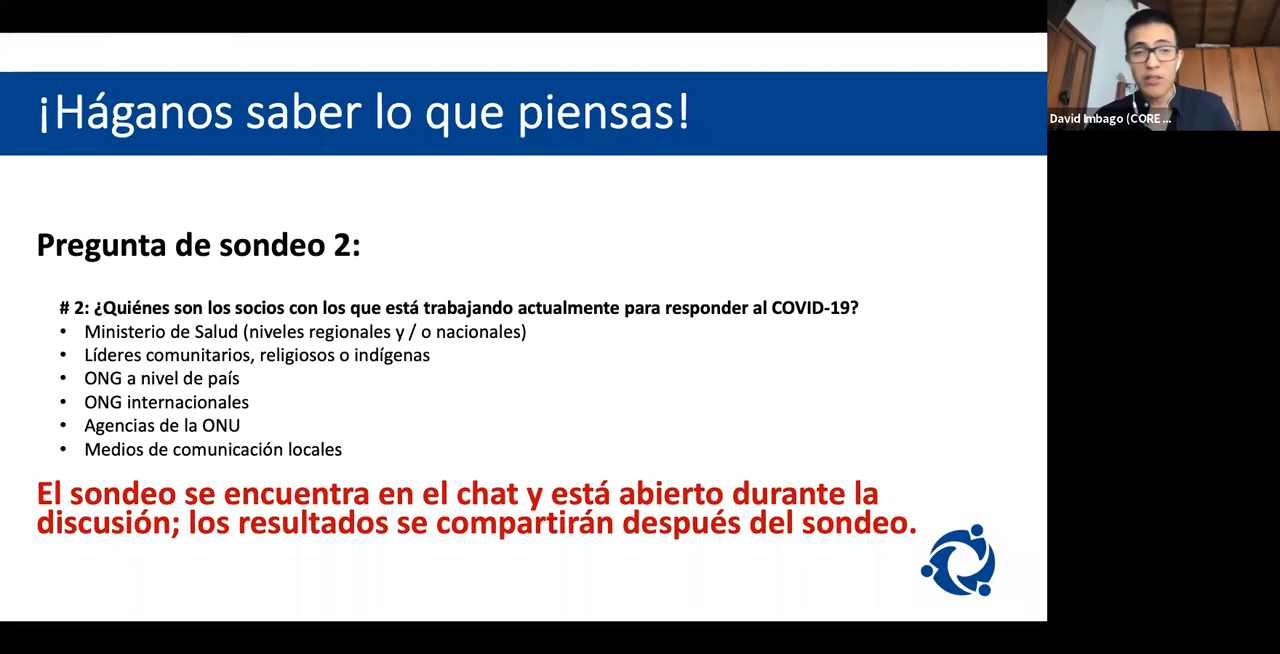 ¡Háganos saber lo que piensas!
David Imbago (CORE ...
Pregunta de sondeo 2:
# 2: ¿Quiénes son los socios con los que está trabajando actualmente para responder al COVID-19?
• Ministerio de Salud (niveles regionales y / o nacionales)
• Líderes comunitarios, religiosos o indígenas
• ONG a nivel de país
• ONG internacionales
• Agencias de la ONU
• Medios de comunicación locales
El sondeo se encuentra en el chat y está abierto durante la
discusión; los resultados se compartirán después del sondeo.